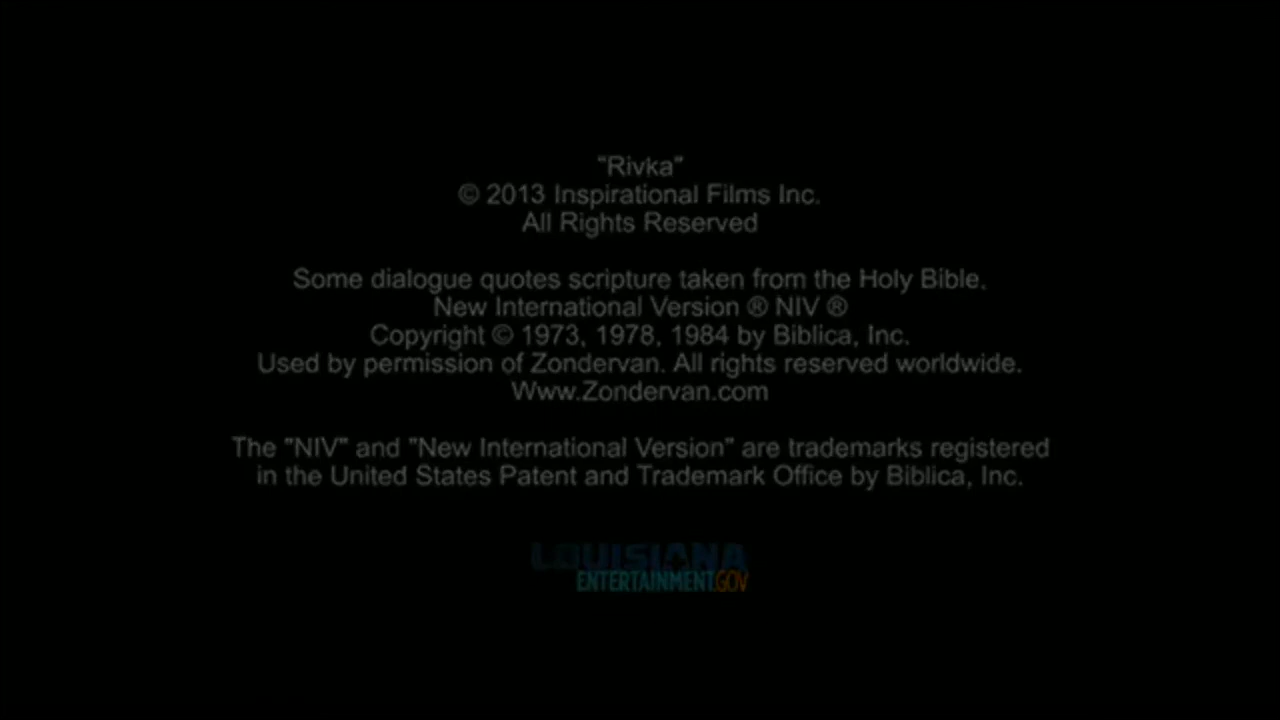 "Rivka"
© 2013 Inspirational Films Inc.
All Rights Reserved
Some dialogue quotes scripture taken from the Holy Bible.
New International Version ® NIV ®
Copyright © 1973, 1978, 1984 by Biblica, Inc.
Used by permission of Zondervan. All rights reserved worldwide.
Www.Zondervan.com
The "NIV" and "New International Version" are trademarks registered
in the United States Patent and Trademark Office by Biblica, Inc.
LOUISIANA
ENTERTAINMENT.GOV